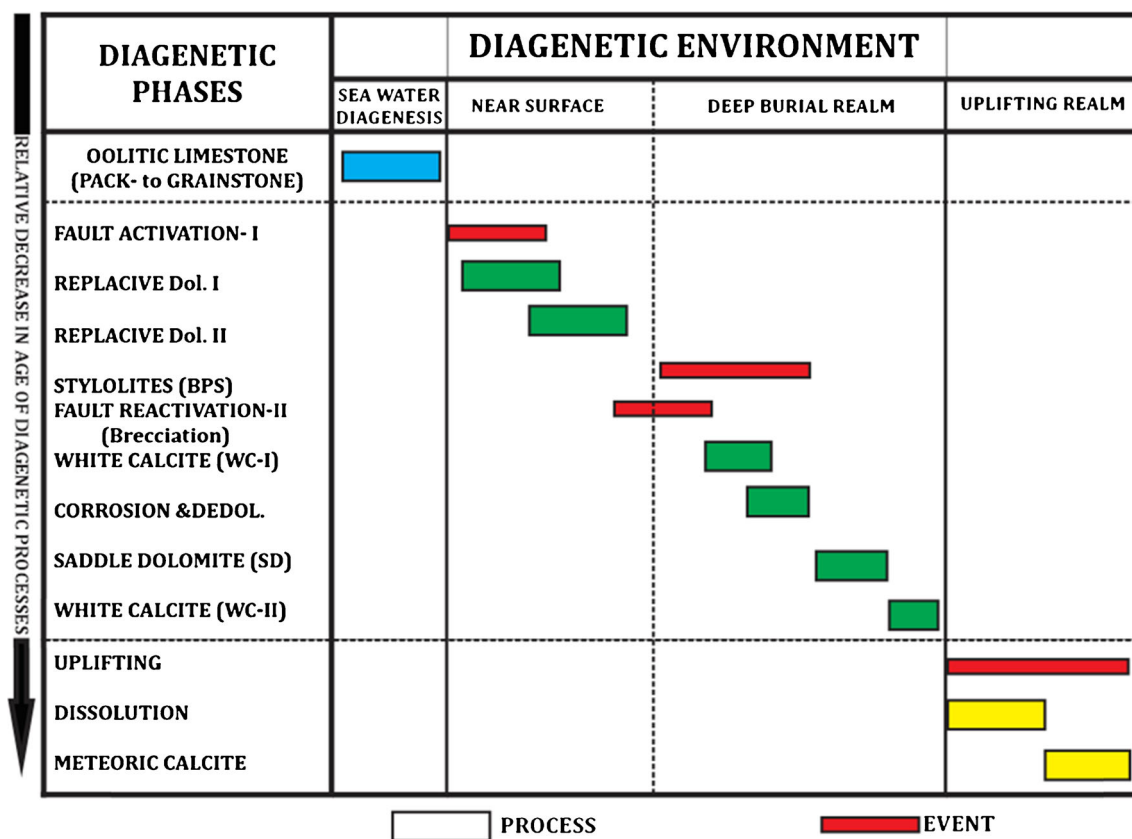 DIAGENETIC
PHASES
DIAGENETIC ENVIRONMENT
SEA WATER
DIAGENESIS
NEAR SURFACE
DEEP BURIAL REALM
UPLIFTING REALM
RELATIVE DECREASE IN AGE OF DIAGENETIC PROCESSES
OOLITIC LIMESTONE
(PACK- to GRAINSTONE)
FAULT ACTIVATION- I
REPLACIVE Dol. I
REPLACIVE Dol. II
STYLOLITES (BPS)
FAULT REACTIVATION-II
(Brecciation)
WHITE CALCITE (WC-I)
CORROSION &DEDOL.
SADDLE DOLOMITE (SD)
WHITE CALCITE (WC-II)
UPLIFTING
DISSOLUTION
METEORIC CALCITE
PROCESS
EVENT